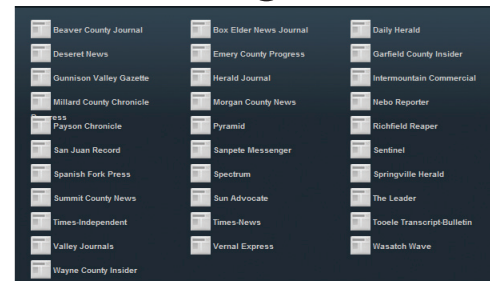 Beaver County Journal Box Elder News Journal Daily Herald
Deseret News Emery County Progress Garfield County Insider
Gunnison Valley Gazette Herald Journal Intermountain Commercial
Millard County Chronicle Morgan County News Nebo Reporter
Progress
Payson Chronicle Pyramid Richfield Reaper
San Juan Record Sanpete Messenger Sentinel
Spanish Fork Press Spectrum Springville Herald
Summit County News Sun Advocate The Leader
Times-Independent Times-News Tooele Transcript-Bulletin
Valley Journals Vernal Express Wasatch Wave
Wayne County Insider